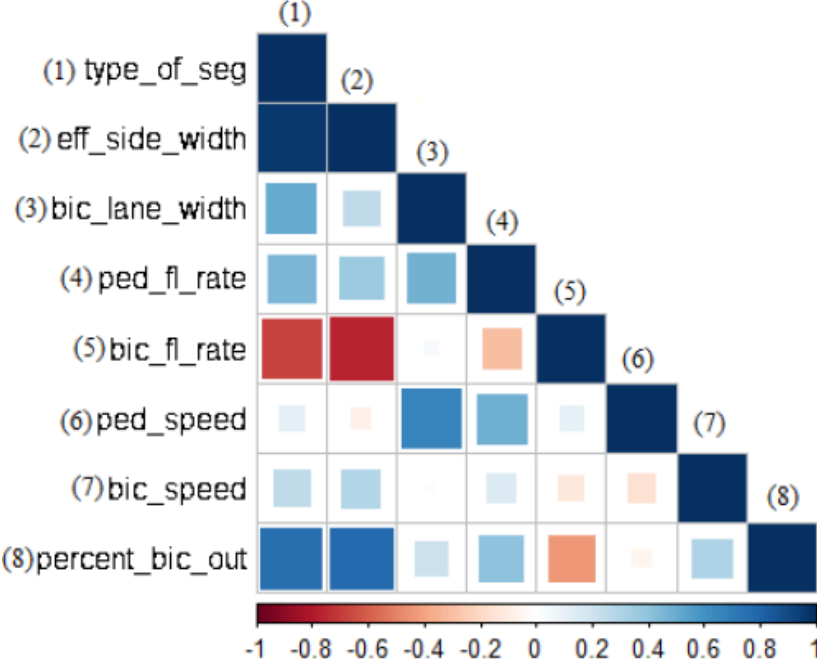 (1)
(1) type_of_seg
(2)
(2) eff_side_width
(3)
(3) bic_lane_width
(4)
(4) ped_fl_rate
(5)
(5) bic_fl_rate
(6)
(6) ped_speed
(7)
(7) bic_speed
(8)
(8) percent_bic_out
-1 -0.8 -0.6 -0.4 -0.2 0 0.2 0.4 0.6 0.8 1